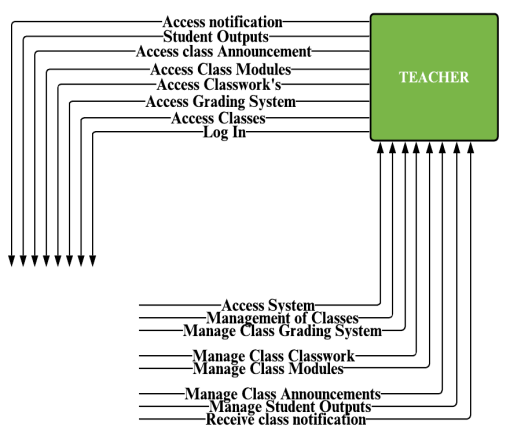 Access notification
Student Outputs
Access class Announcement
Access Class Modules
Access Classwork's
Access Grading System
Access Classes
Log In
TEACHER
Access System
Management of Classes
Manage Class Grading System
Manage Class Classwork
Manage Class Modules
Manage Class Announcements
Manage Student Outputs
Receive class notification